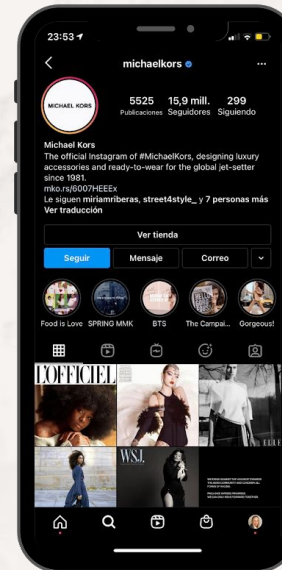 23:53
michaelkors
MICHAEL KORS
5525 15,9 mill. 299
Publicaciones Seguidores Siguiendo
Michael Kors
The official Instagram of #MichaelKors, designing luxury
accessories and ready-to-wear for the global jet-setter
since 1981.
mko.rs/6007HEEEx
Le siguen miriamriberas, street4style_ y 7 personas más
Ver traducción
Ver tienda
Seguir Mensaje Correo
Food is Love SPRING MMK BTS The Campai... Gorgeous!
L'OFFICIEL
ELLE
WSJ.